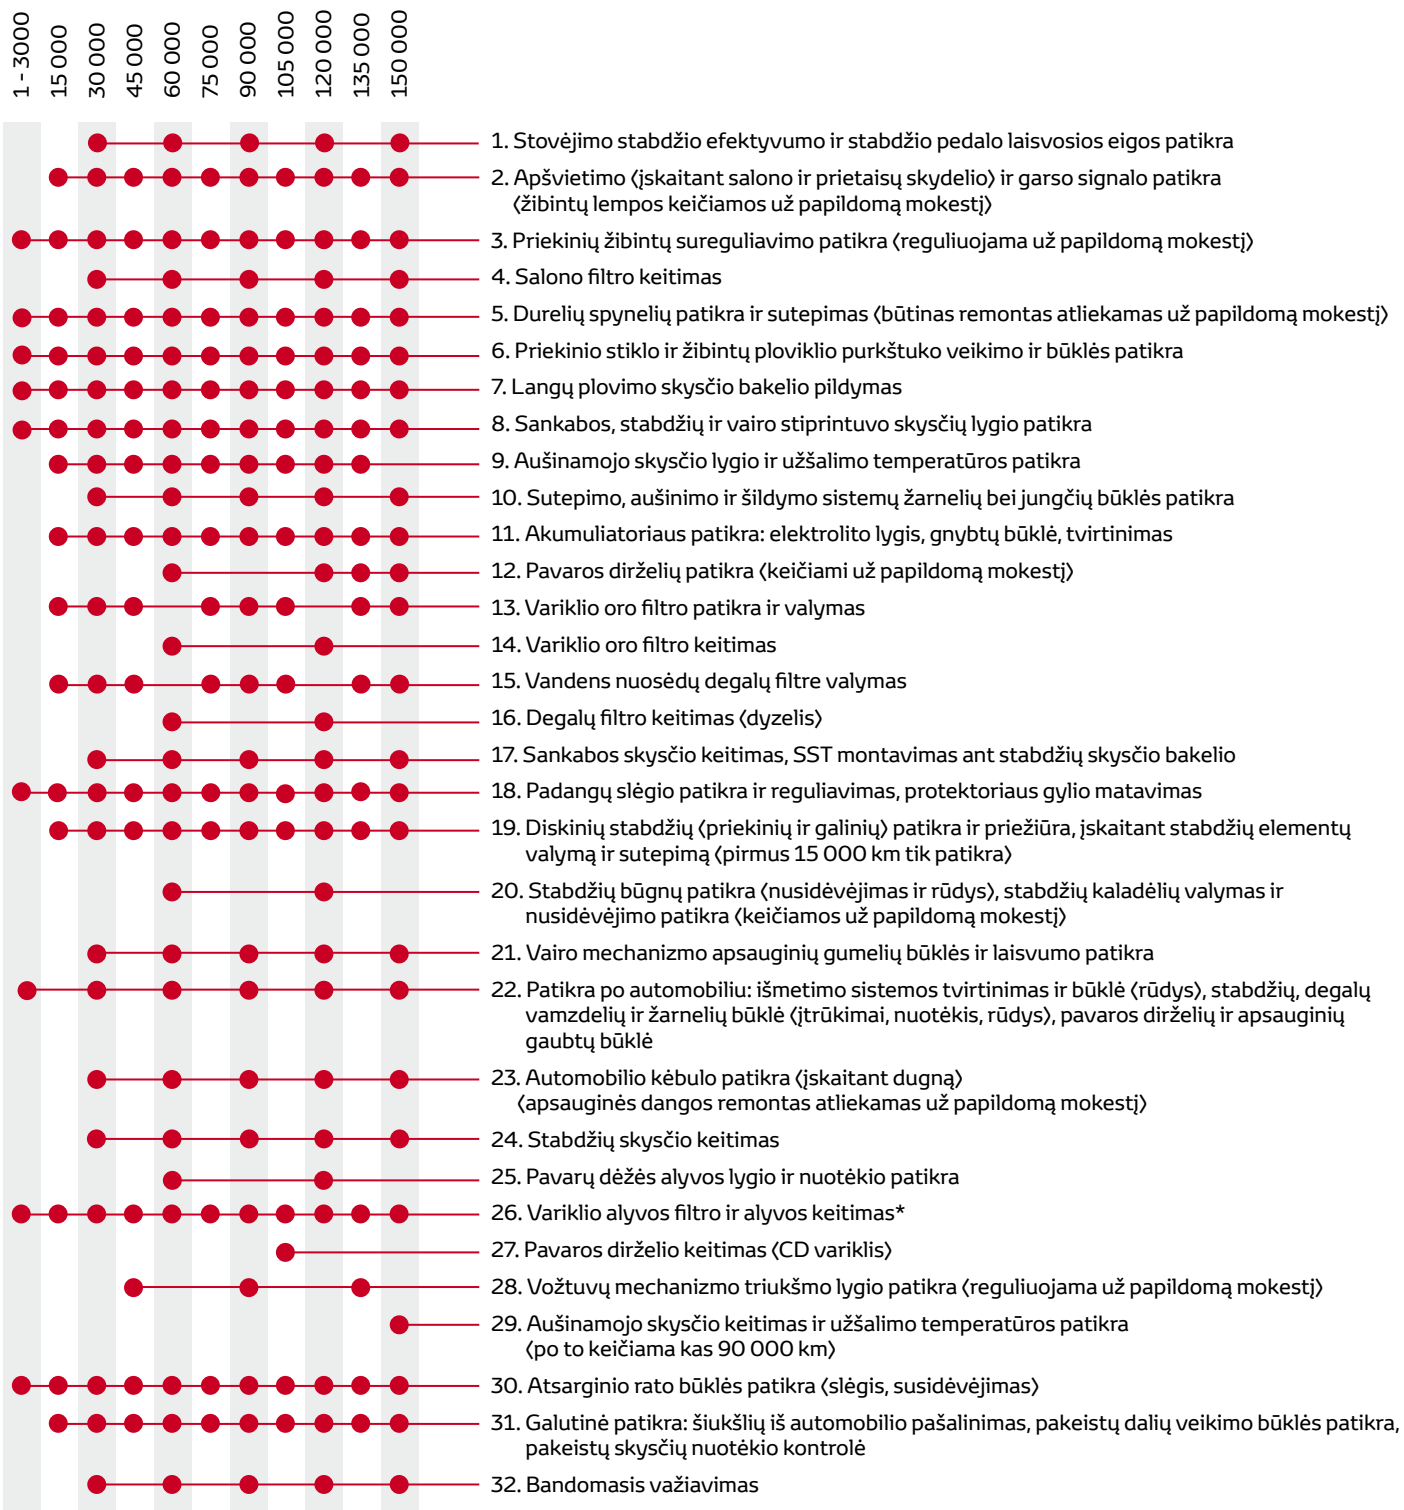 1 - 3000
15 000
30 000
45 000
60 000
75 000
90 000
105 000
120 000
135 000
150 000
1. Stovėjimo stabdžio efektyvumo ir stabdžio pedalo laisvosios eigos patikra
2. Apšvietimo (įskaitant salono ir prietaisų skydelio) ir garso signalo patikra
(žibintų lempos keičiamos už papildomą mokestį)
3. Priekinių žibintų sureguliavimo patikra (reguliuojama už papildomą mokestį)
4. Salono filtro keitimas
5. Durelių spynelių patikra ir sutepimas (būtinas remontas atliekamas už papildomą mokestį)
6. Priekinio stiklo ir žibintų ploviklio purkštuko veikimo ir būklės patikra
7. Langų plovimo skysčio bakelio pildymas
8. Sankabos, stabdžių ir vairo stiprintuvo skysčių lygio patikra
9. Aušinamojo skysčio lygio ir užšalimo temperatūros patikra
10. Sutepimo, aušinimo ir šildymo sistemų žarnelių bei jungčių būklės patikra
11. Akumuliatoriaus patikra: elektrolito lygis, gnybtų būklė, tvirtinimas
12. Pavaros dirželių patikra (keičiami už papildomą mokestį)
13. Variklio oro filtro patikra ir valymas
14. Variklio oro filtro keitimas
15. Vandens nuosėdų degalų filtre valymas
16. Degalų filtro keitimas (dyzelis)
17. Sankabos skysčio keitimas, SST montavimas ant stabdžių skysčio bakelio
18. Padangų slėgio patikra ir reguliavimas, protektoriaus gylio matavimas
19. Diskinių stabdžių (priekinių ir galinių) patikra ir priežiūra, įskaitant stabdžių elementų
valymą ir sutepimą (pirmus 15 000 km tik patikra)
20. Stabdžių būgnų patikra (nusidėvėjimas ir rūdys), stabdžių kaladėlių valymas ir
nusidėvėjimo patikra (keičiamos už papildomą mokestį)
21. Vairo mechanizmo apsauginių gumelių būklės ir laisvumo patikra
22. Patikra po automobiliu: išmetimo sistemos tvirtinimas ir būklė (rūdys), stabdžių, degalų
vamzdelių ir žarnelių būklė (įtrūkimai, nuotėkis, rūdys), pavaros dirželių ir apsauginių
gaubtų būklė
23. Automobilio kėbulo patikra (įskaitant dugną)
(apsauginės dangos remontas atliekamas už papildomą mokestį)
24. Stabdžių skysčio keitimas
25. Pavarų dėžės alyvos lygio ir nuotėkio patikra
26. Variklio alyvos filtro ir alyvos keitimas*
27. Pavaros dirželio keitimas (CD variklis)
28. Vožtuvų mechanizmo triukšmo lygio patikra (reguliuojama už papildomą mokestį)
29. Aušinamojo skysčio keitimas ir užšalimo temperatūros patikra
(po to keičiama kas 90 000 km)
30. Atsarginio rato būklės patikra (slėgis, susidėvėjimas)
31. Galutinė patikra: šiukšlių iš automobilio pašalinimas, pakeistų dalių veikimo būklės patikra,
pakeistų skysčių nuotėkio kontrolė
32. Bandomasis važiavimas